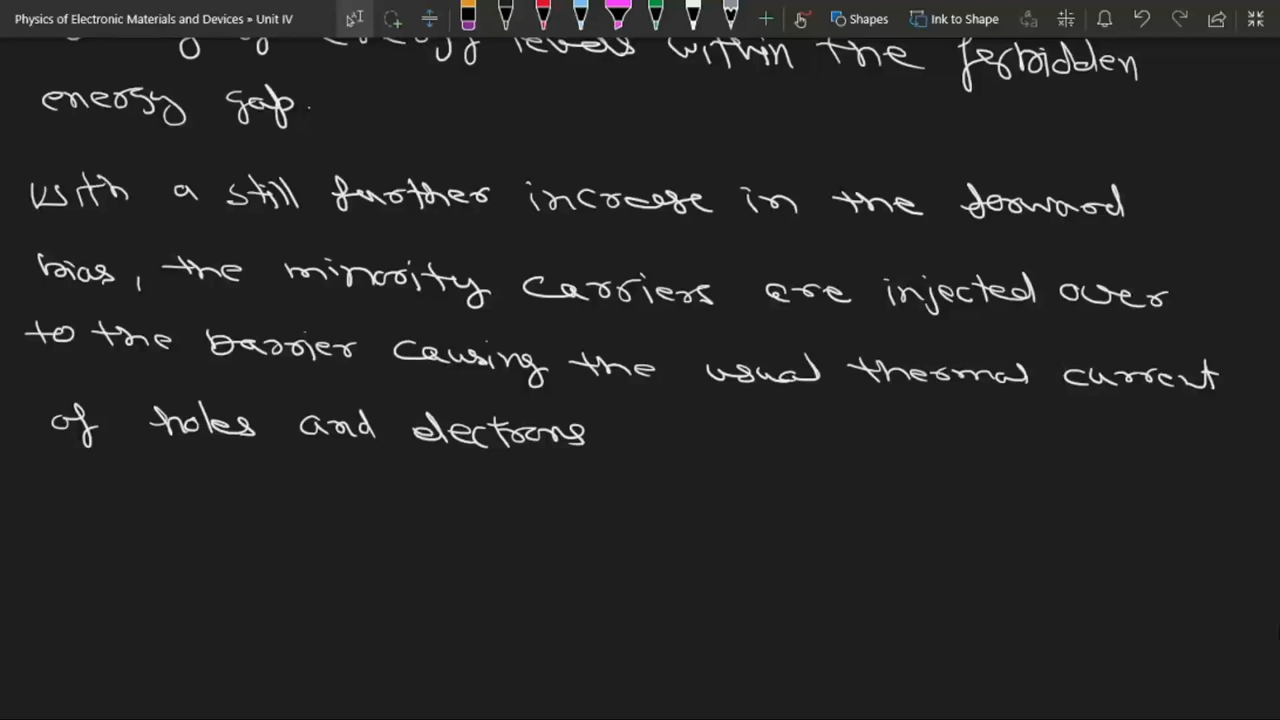 Physics of Electronic Materials and Devices » Unit IV
Shapes
Ink to Shape
energy levels within the forbidden
energy gap.
With a still further increase in the forward
bias, the minority carriers are injected over
to the barrier causing the usual thermal current
of holes and electrons